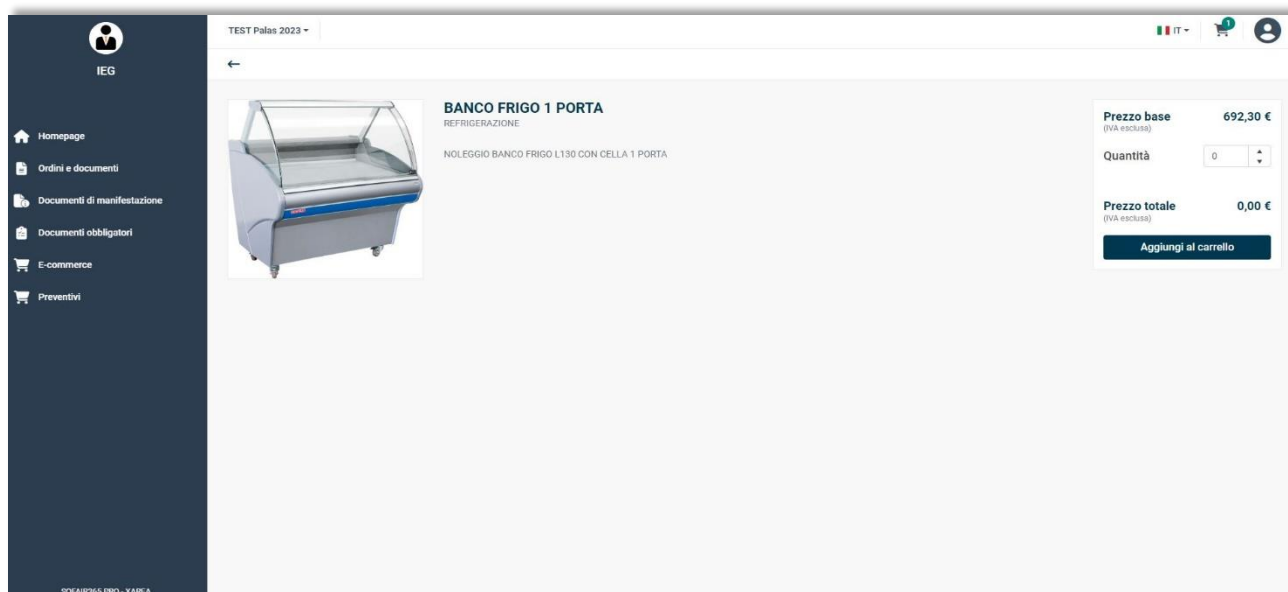 IEG
Homepage
Ordini e documenti
Documenti di manifestazione
Documenti obbligatori
E-commerce
Preventivi
TEST Palas 2023
IT
1
BANCO FRIGO 1 PORTA
REFRIGERAZIONE
NOLEGGIO BANCO FRIGO L130 CON CELLA 1 PORTA
Prezzo base 692,30 €
(IVA esclusa)
Quantità 0
Prezzo totale 0,00 €
(IVA esclusa)
Aggiungi al carrello